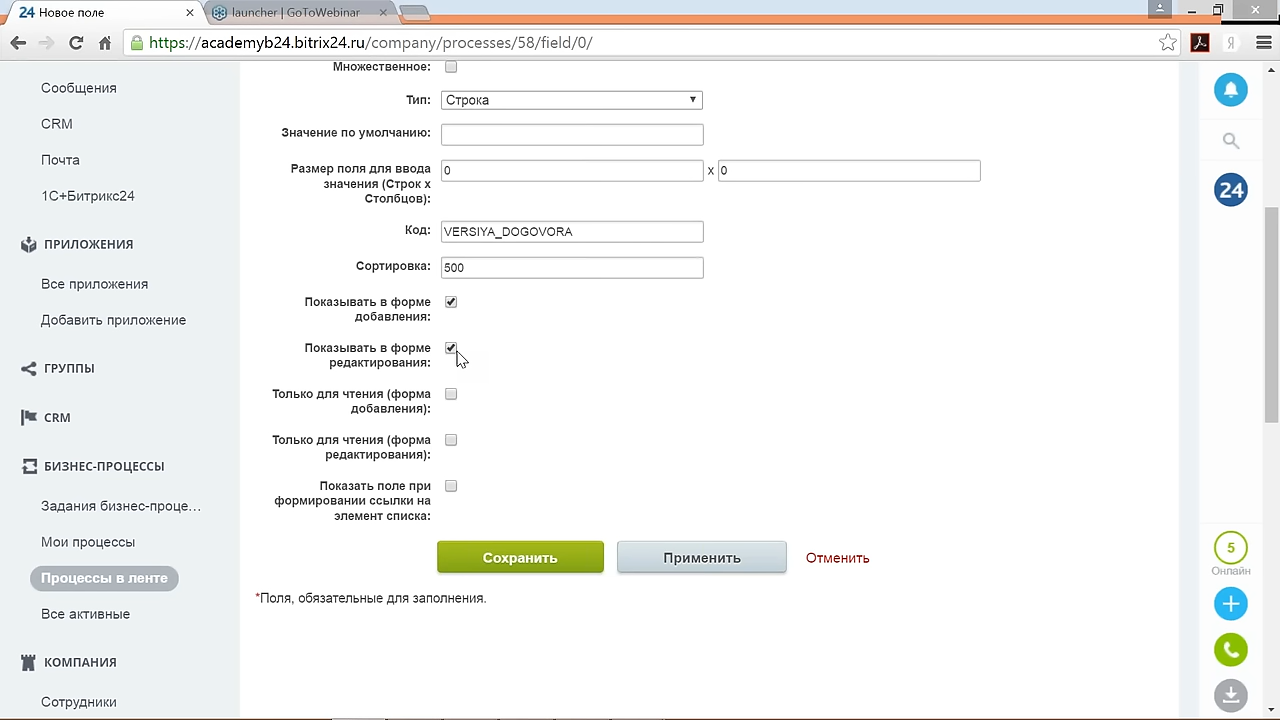 24 Новое поле
launcher | GoToWebinar
https://academyb24.bitrix24.ru/company/processes/58/field/0/
Сообщения
CRM
Почта
1С+Битрикс24
ПРИЛОЖЕНИЯ
Все приложения
Добавить приложение
ГРУППЫ
CRM
БИЗНЕС-ПРОЦЕССЫ
Задания бизнес-проце...
Мои процессы
Процессы в ленте
Все активные
КОМПАНИЯ
Сотрудники
Множественное:
Тип: Строка
Значение по умолчанию:
Размер поля для ввода
значения (Строк x
Столбцов):
0 x 0
Код: VERSIYA_DOGOVORA
Сортировка: 500
Показывать в форме
добавления:
Показывать в форме
редактирования:
Только для чтения (форма
добавления):
Только для чтения (форма
редактирования):
Показать поле при
формировании ссылки на
элемент списка:
Сохранить Применить Отменить
*Поля, обязательные для заполнения.
Я
24
5
Онлайн